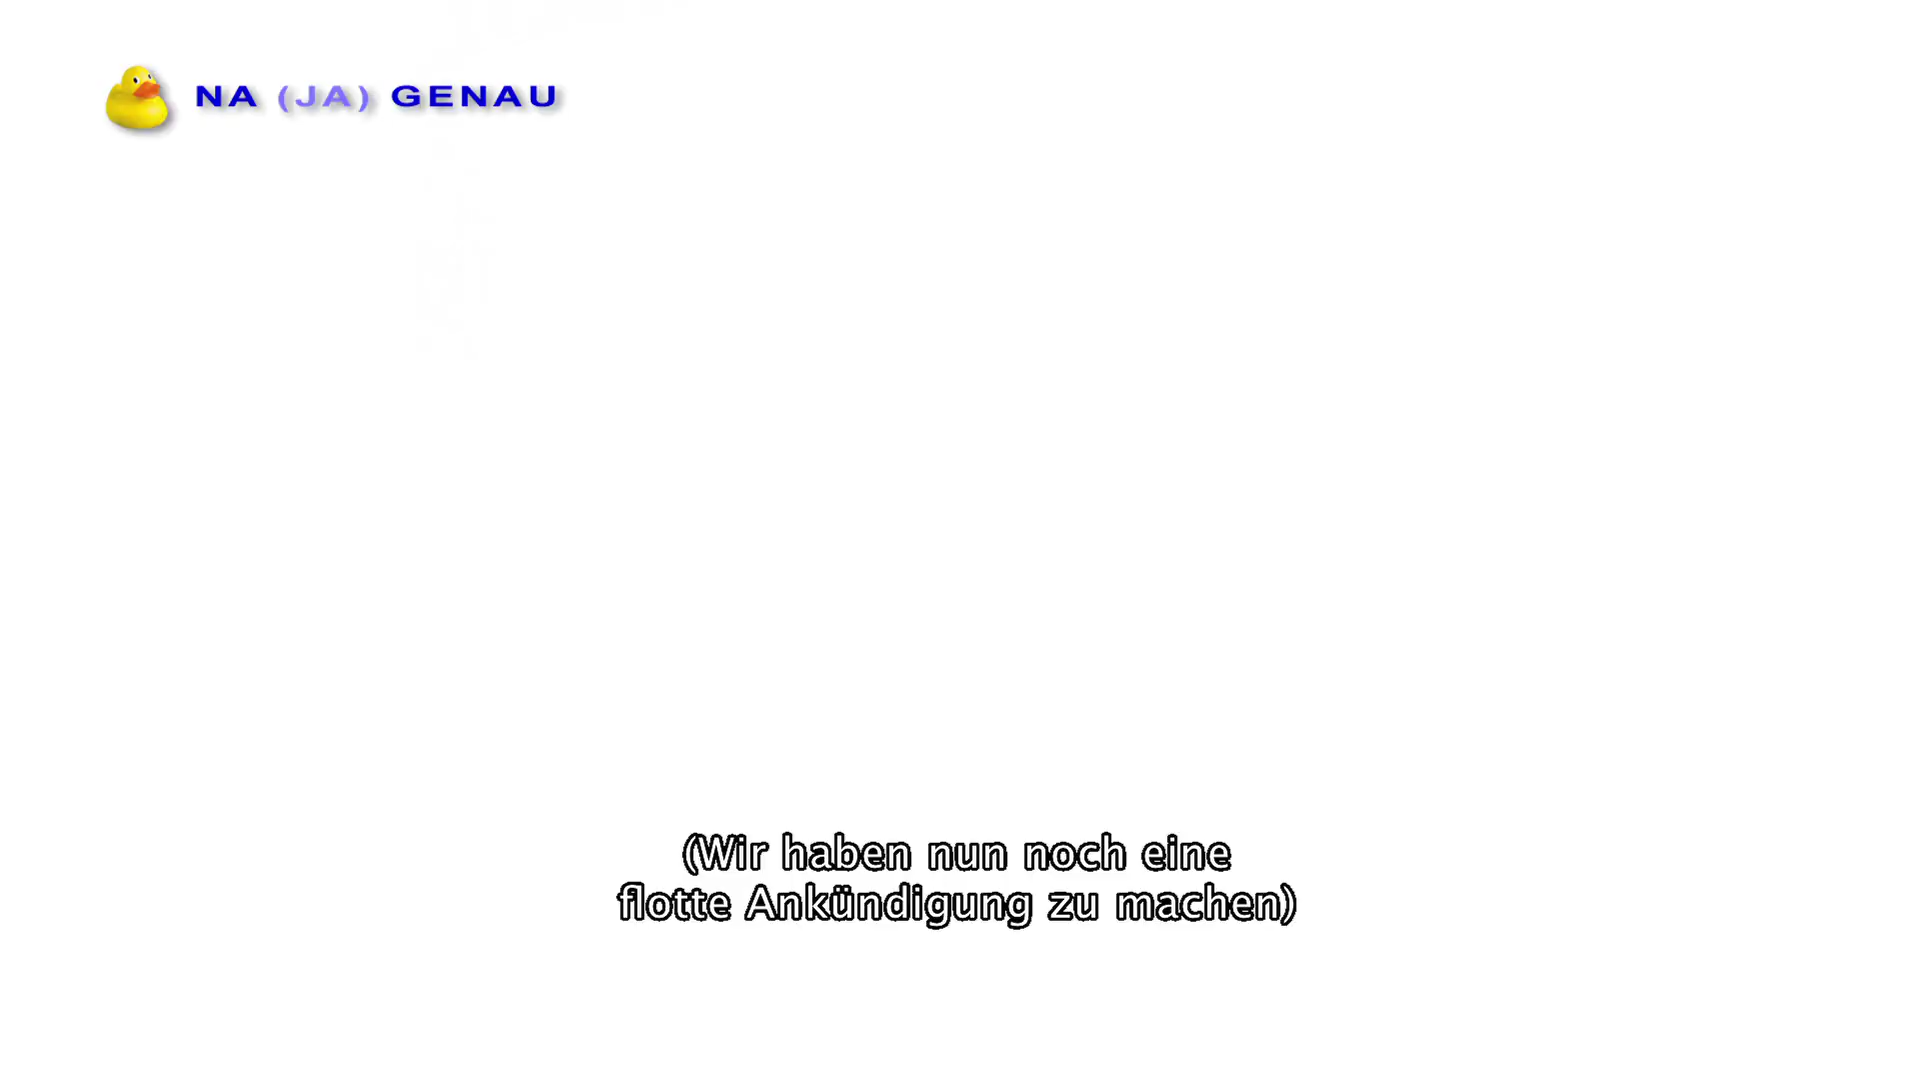 NA (JA) GENAU
(Wir haben nun noch eine
flotte Ankündigung zu machen)